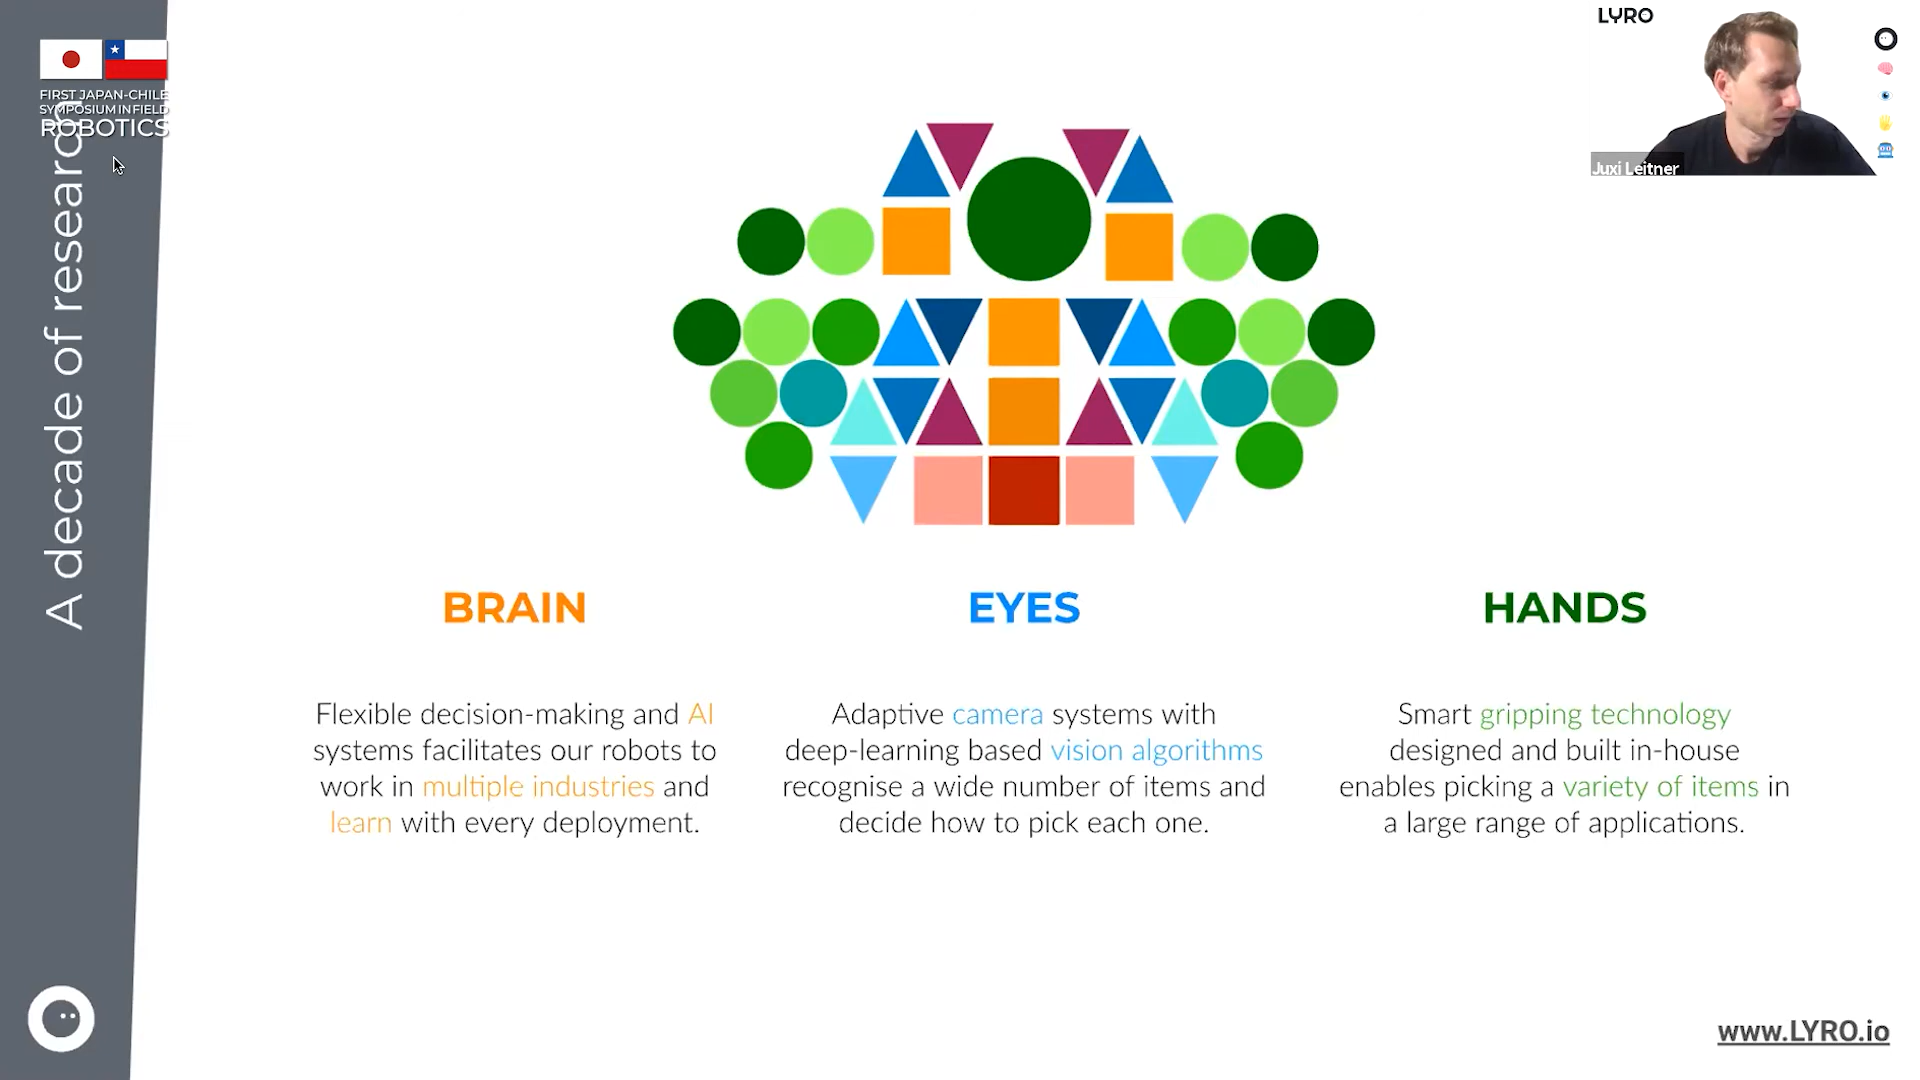 FIRST JAPAN-CHILE
SYMPOSIUM IN FIELD
ROBOTICS
A decade of research
LYRO
Juxi Leitner
BRAIN
Flexible decision-making and AI
systems facilitates our robots to
work in multiple industries and
learn with every deployment.
EYES
Adaptive camera systems with
deep-learning based vision algorithms
recognise a wide number of items and
decide how to pick each one.
HANDS
Smart gripping technology
designed and built in-house
enables picking a variety of items in
a large range of applications.
www.LYRO.io